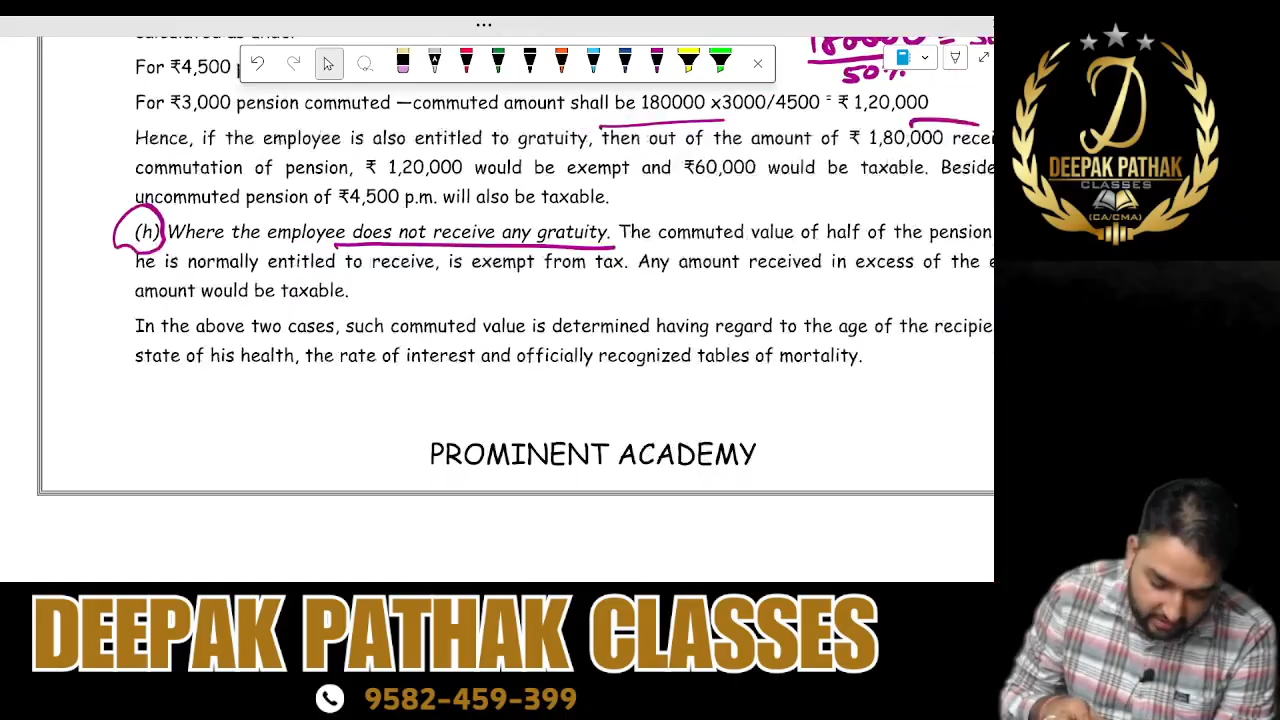 For ₹4,500
50%
For ₹3,000 pension commuted —commuted amount shall be 180000 x3000/4500 = ₹ 1,20,000
Hence, if the employee is also entitled to gratuity, then out of the amount of ₹ 1,80,000
commutation of pension, ₹ 1,20,000 would be exempt and ₹60,000 would be taxable.
uncommuted pension of ₹4,500 p.m. will also be taxable.
(h) Where the employee does not receive any gratuity. The commuted value of half of the pension
he is normally entitled to receive, is exempt from tax. Any amount received in excess of the
amount would be taxable.
In the above two cases, such commuted value is determined having regard to the age of the
state of his health, the rate of interest and officially recognized tables of mortality.
PROMINENT ACADEMY
D
DEEPAK PATHAK
CLASSES
(CA/CMA)
DEEPAK PATHAK CLASSES
9582-459-399